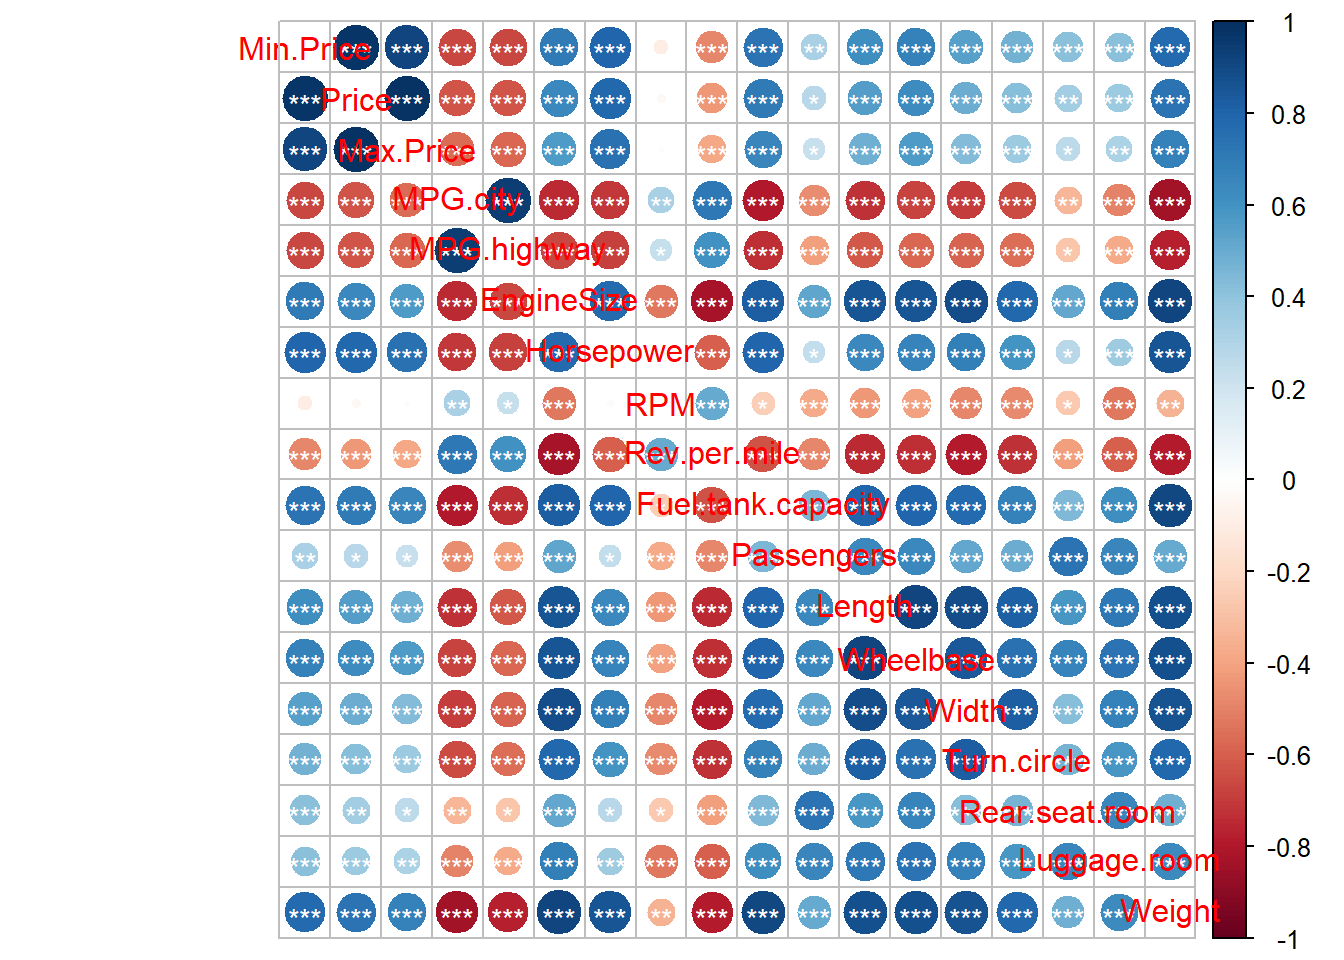 Min.Price *** *** *** *** *** *** *** *** ** *** *** *** *** *** *** *** 1
*** Price *** *** *** *** *** *** *** * *** *** *** *** ** *** ***
*** *** Max.Price *** *** *** *** *** *** * *** *** *** *** * ** *** 0.8
*** *** *** MPG.city *** *** *** ** *** *** *** *** *** *** *** ** *** *** 0.6
*** *** *** *** MPG.highway *** *** * *** *** *** *** *** *** *** * *** ***
*** *** *** *** *** EngineSize *** *** *** *** *** *** *** *** *** *** *** *** 0.4
*** *** *** *** *** *** Horsepower *** *** * *** *** *** *** * *** ***
** * *** RPM *** * *** *** *** *** *** * *** ** 0.2
*** *** *** *** *** *** *** *** Rev.per.mile *** *** *** *** *** *** *** *** ***
*** *** *** *** *** *** *** * *** Fuel.tank.capacity *** *** *** *** *** *** *** *** 0
** * * *** *** *** * *** *** *** Passengers *** *** *** *** *** *** *** -0.2
*** *** *** *** *** *** *** *** *** *** *** Length *** *** *** *** *** ***
*** *** *** *** *** *** *** *** *** *** *** *** Wheelbase *** *** *** *** *** -0.4
*** *** *** *** *** *** *** *** *** *** *** *** *** Width *** *** *** ***
*** *** *** *** *** *** *** *** *** *** *** *** *** *** Turn.circle *** *** *** -0.6
*** ** * ** * *** * * *** *** *** *** *** *** *** Rear.seat.room *** ***
*** *** ** *** *** *** *** *** *** *** *** *** *** *** *** *** Luggage.room *** -0.8
*** *** *** *** *** *** *** ** *** *** *** *** *** *** *** *** *** Weight -1